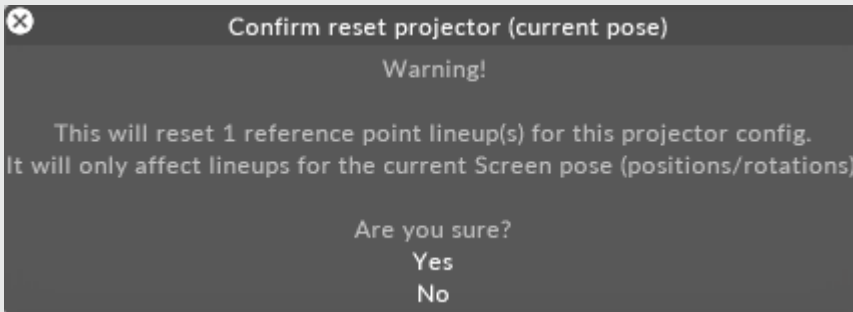 Confirm reset projector (current pose)
Warning!
This will reset 1 reference point lineup(s) for this projector config.
It will only affect lineups for the current Screen pose (positions/rotations)
Are you sure?
Yes
No